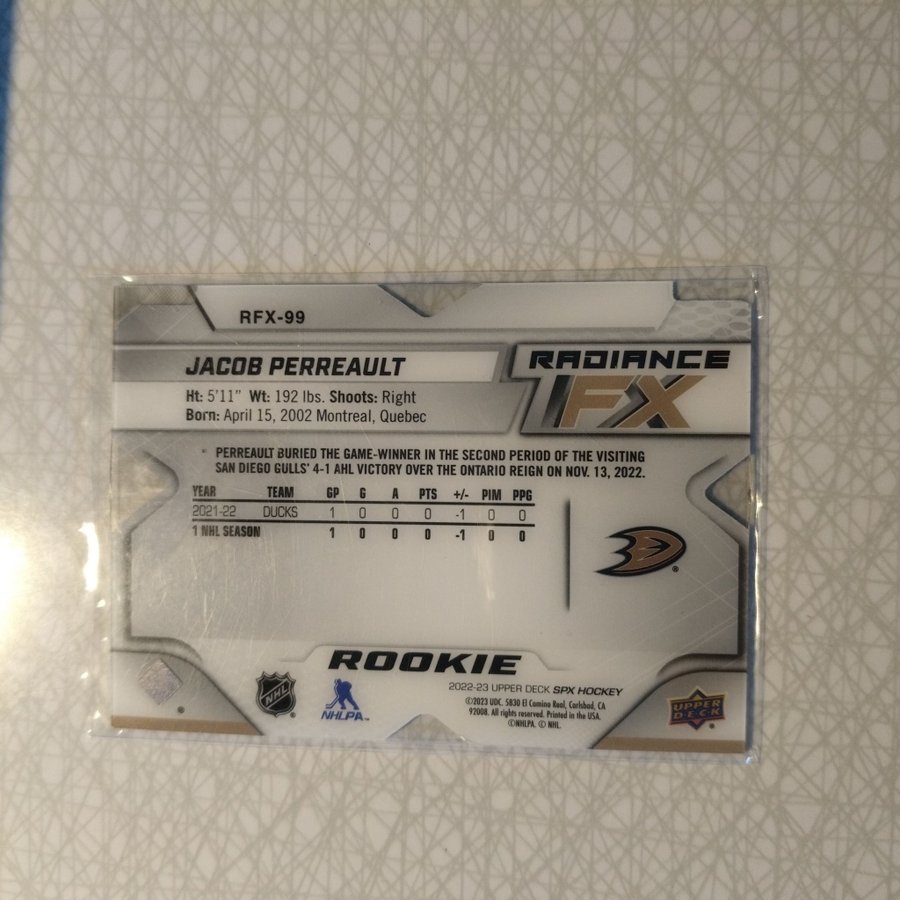 RFX-99
JACOB PERREAULT
RADIANCE
FX
Ht: 5'11" Wt: 192 lbs. Shoots: Right
Born: April 15, 2002 Montreal, Quebec
PERREAULT BURIED THE GAME-WINNER IN THE SECOND PERIOD OF THE VISITING
SAN DIEGO GULLS' 4-1 AHL VICTORY OVER THE ONTARIO REIGN ON NOV. 13, 2022.
YEAR TEAM GP G A PTS +/- PIM PPG
2021-22 DUCKS 1 0 0 0 -1 0 0
1 NHL SEASON 1 0 0 0 -1 0 0
®
ROOKIE
2022-23 UPPER DECK SPX HOCKEY
©2023 UDC. 5830 El Camino Real, Carlsbad, CA
92008. All rights reserved. Printed in the USA.
©NHLPA. © NHL.
NHL
®
NHLPA™
UPPER
DECK
®
®